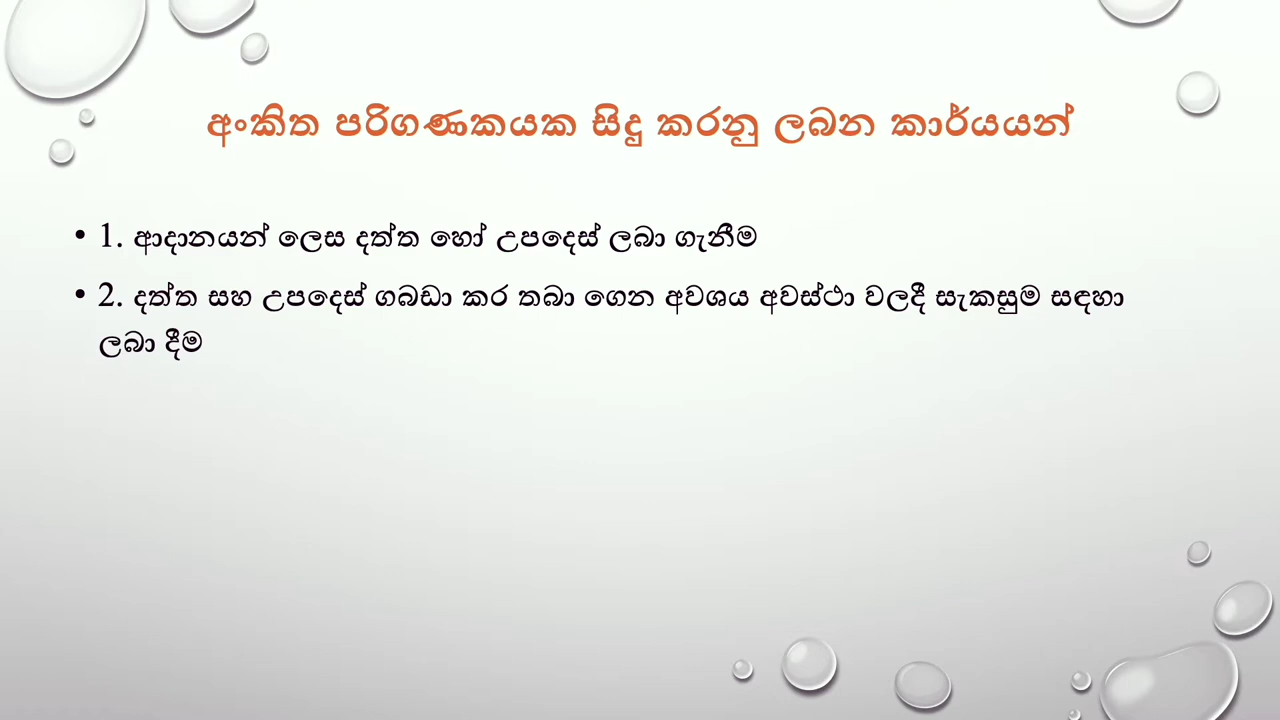 අංකිත පරිගණකයක සිදු කරනු ලබන කාර්යයන්
• 1. ආදානයන් ලෙස දත්ත හෝ උපදෙස් ලබා ගැනීම
• 2. දත්ත සහ උපදෙස් ගබඩා කර තබා ගෙන අවශය අවස්ථා වලදී සැකසුම සඳහා
ලබා දීම